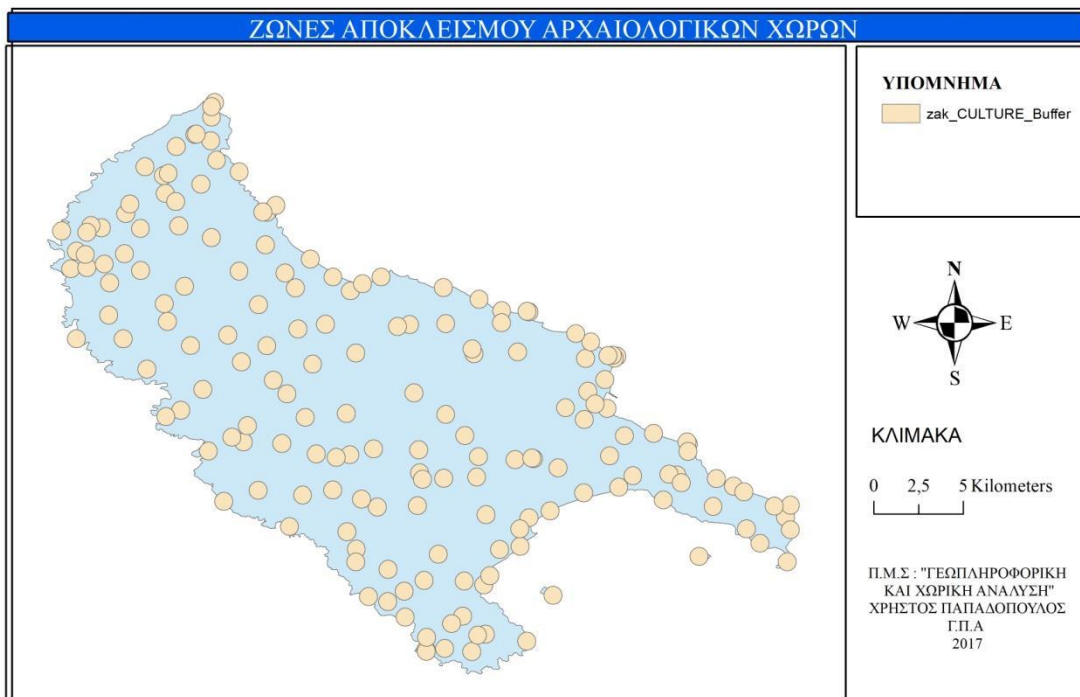 ΖΩΝΕΣ ΑΠΟΚΛΕΙΣΜΟΥ ΑΡΧΑΙΟΛΟΓΙΚΩΝ ΧΩΡΩΝ
ΥΠΟΜΝΗΜΑ
zak_CULTURE_Buffer
N
W E
S
ΚΛΙΜΑΚΑ
0 2,5 5 Kilometers
Π.Μ.Σ : "ΓΕΩΠΛΗΡΟΦΟΡΙΚΗ
ΚΑΙ ΧΩΡΙΚΗ ΑΝΑΛΥΣΗ"
ΧΡΗΣΤΟΣ ΠΑΠΑΔΟΠΟΥΛΟΣ
Γ.Π.Α
2017